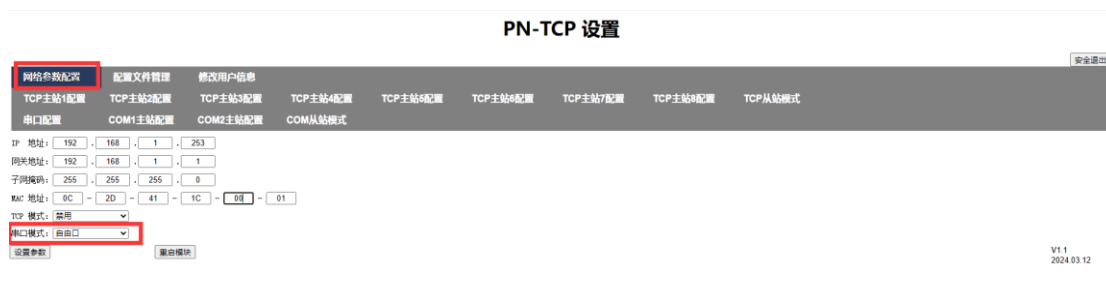 PN-TCP 设置
安全退出
网络参数配置 配置文件管理 修改用户信息
TCP主站1配置 TCP主站2配置 TCP主站3配置 TCP主站4配置 TCP主站5配置 TCP主站6配置 TCP主站7配置 TCP主站8配置 TCP从站模式
串口配置 COM1主站配置 COM2主站配置 COM从站模式
IP 地址: 192 . 168 . 1 . 253
网关地址: 192 . 168 . 1 . 1
子网掩码: 255 . 255 . 255 . 0
MAC 地址: 0C - 2D - 41 - 1C - 00 - 01
TCP 模式: 禁用
串口模式: 自由口
设置参数 重启模块
V1.1
2024.03.12